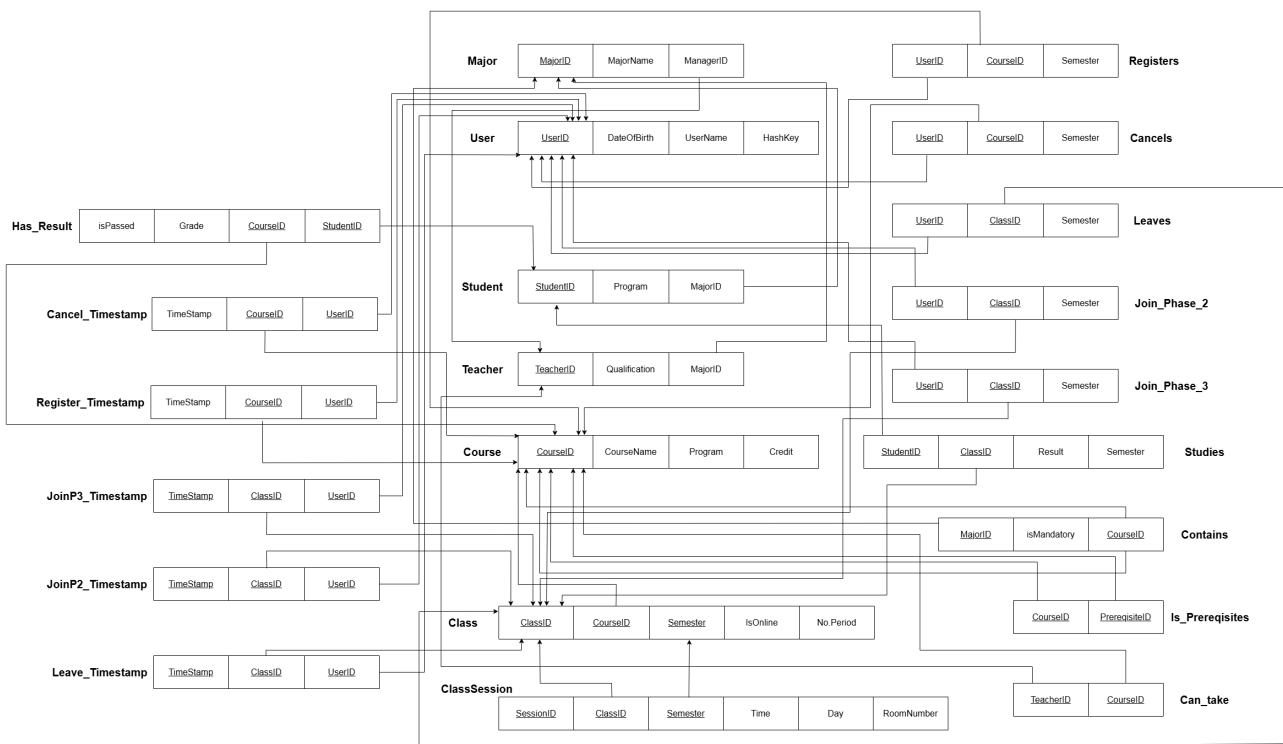 Major MajorID MajorName ManagerID
UserID CourseID Semester Registers
User UserID DateOfBirth UserName HashKey
UserID CourseID Semester Cancels
Has_Result isPassed Grade CourseID StudentID
UserID ClassID Semester Leaves
Student StudentID Program MajorID
Cancel_Timestamp TimeStamp CourseID UserID
UserID ClassID Semester Join_Phase_2
Teacher TeacherID Qualification MajorID
UserID ClassID Semester Join_Phase_3
Register_Timestamp TimeStamp CourseID UserID
Course CourseID CourseName Program Credit
StudentID ClassID Result Semester Studies
JoinP3_Timestamp TimeStamp ClassID UserID
MajorID isMandatory CourseID Contains
JoinP2_Timestamp TimeStamp ClassID UserID
Class ClassID CourseID Semester IsOnline No.Period
CourseID PrereqisiteID Is_Prereqisites
Leave_Timestamp TimeStamp ClassID UserID
ClassSession
SessionID ClassID Semester Time Day RoomNumber
TeacherID CourseID Can_take